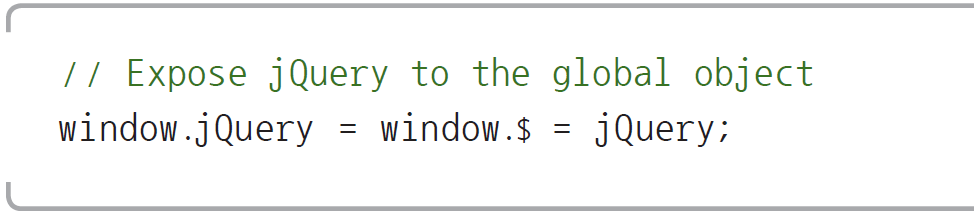 // Expose jQuery to the global object
window.jQuery = window.$ = jQuery;